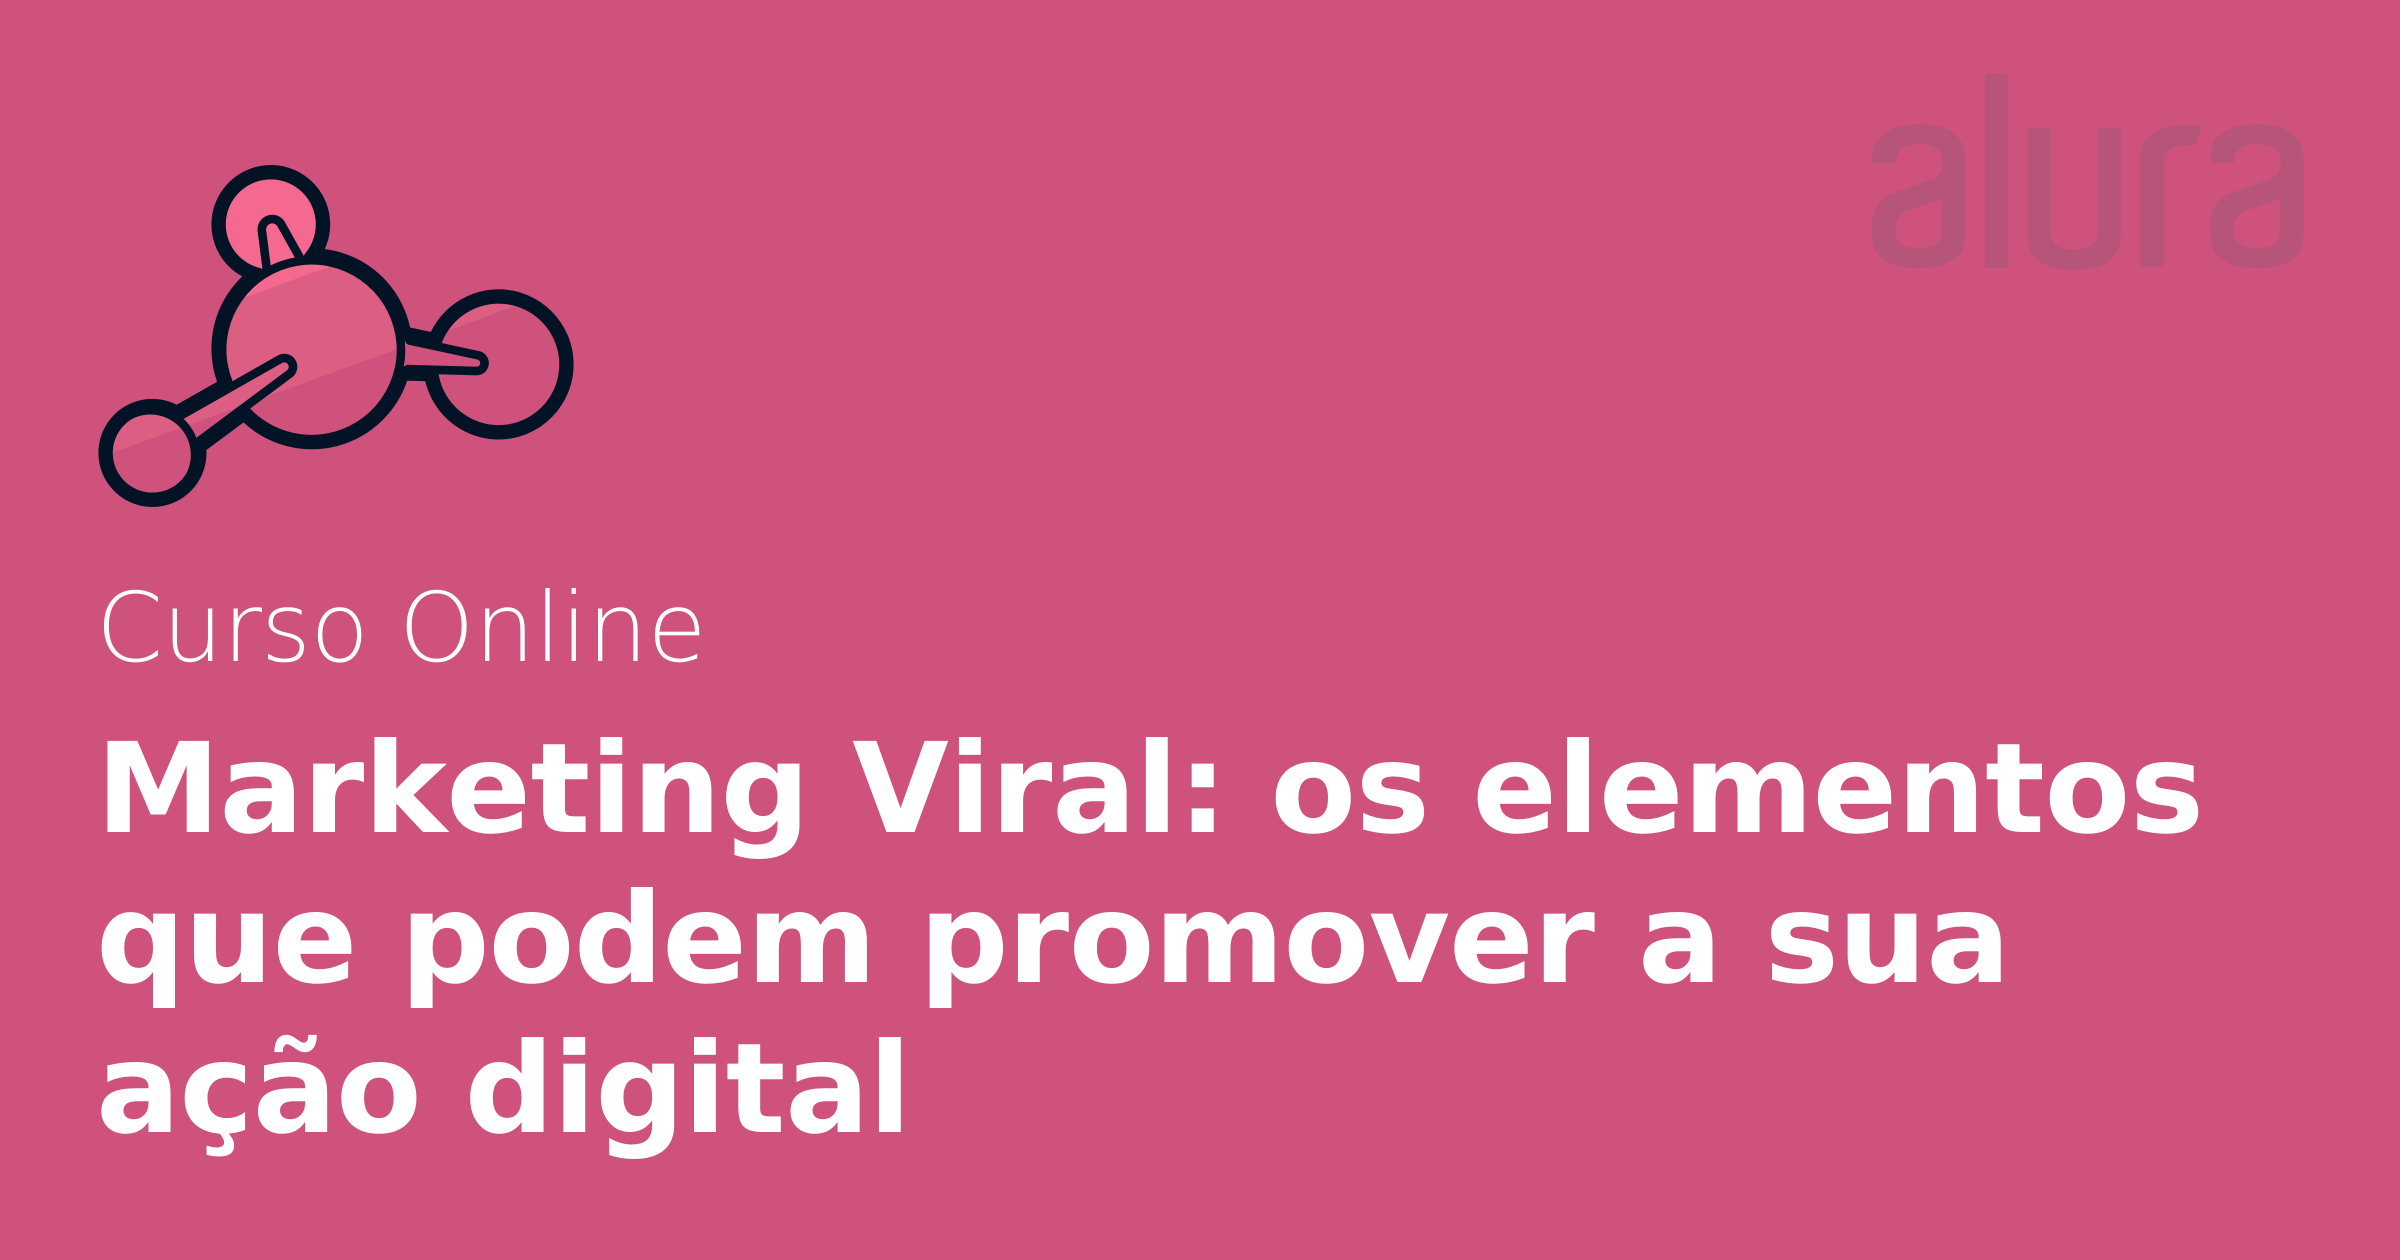 alura
Curso Online
Marketing Viral: os elementos
que podem promover a sua
ação digital